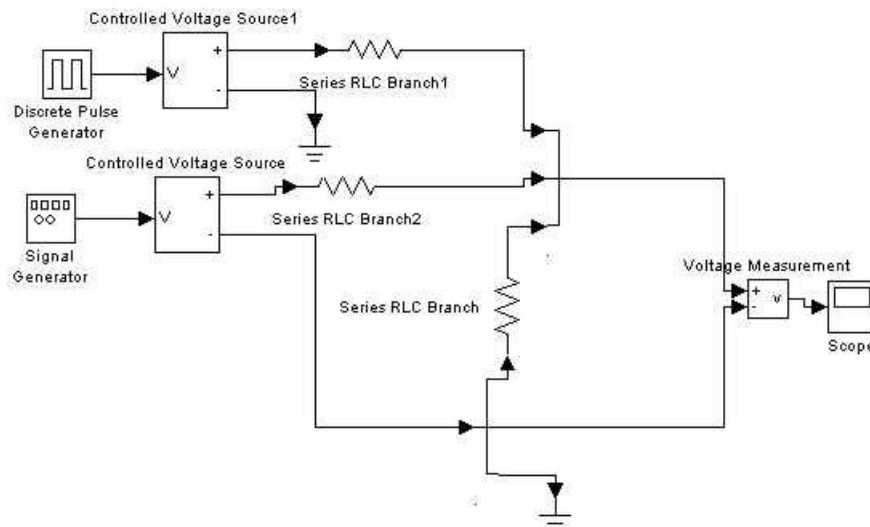 Controlled Voltage Source1
+
V
-
Series RLC Branch1
Discrete Pulse
Generator
Controlled Voltage Source
+
V
-
Series RLC Branch2
Signal
Generator
Voltage Measurement
Series RLC Branch
+
v
-
Scope